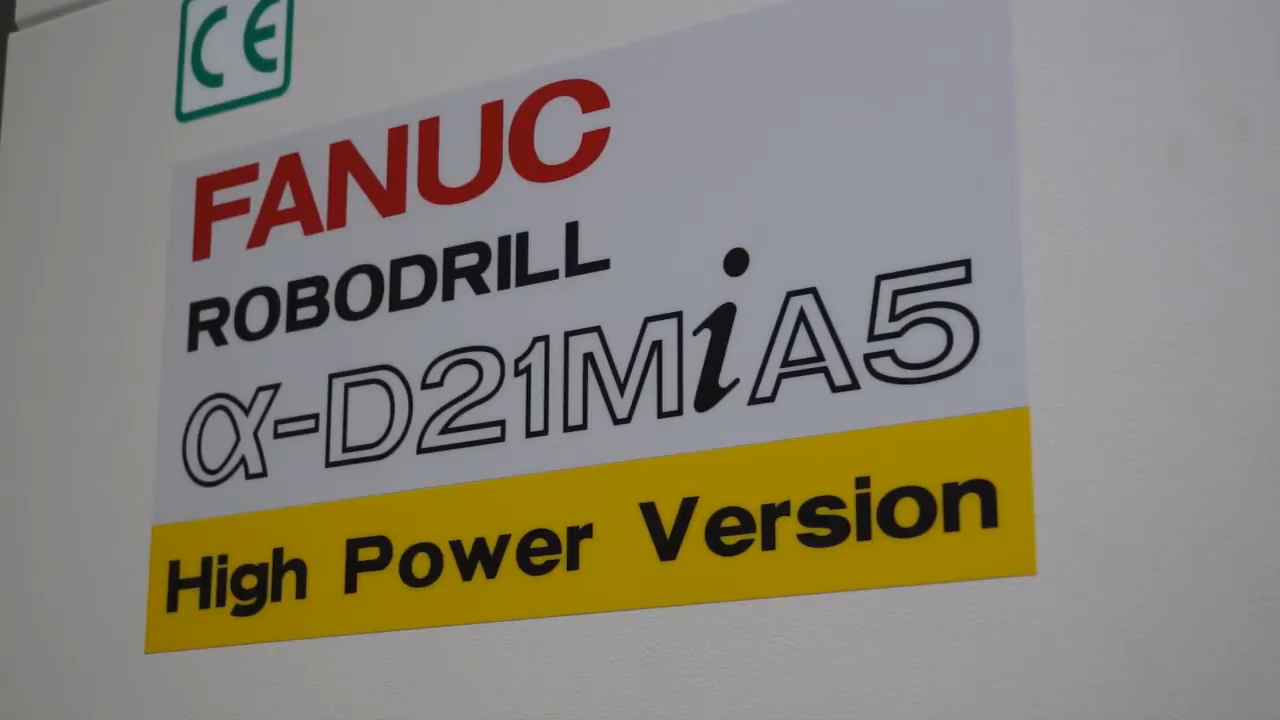 CE
FANUC
ROBODRILL
α-D21MiA5
High Power Version